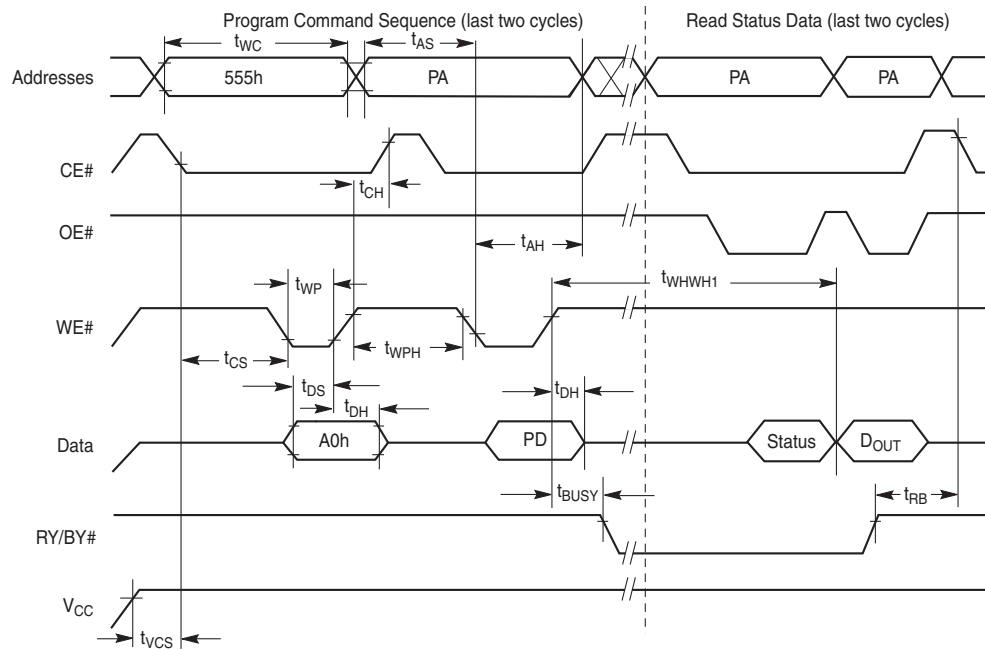 Program Command Sequence (last two cycles)
Read Status Data (last two cycles)
tWC
tAS
Addresses
555h
PA
PA
PA
CE#
tCH
OE#
tAH
tWHWH1
tWP
WE#
tWPH
tCS
tDS
tDH
tDH
Data
A0h
PD
Status
DOUT
tBUSY
tRB
RY/BY#
VCC
tVCS